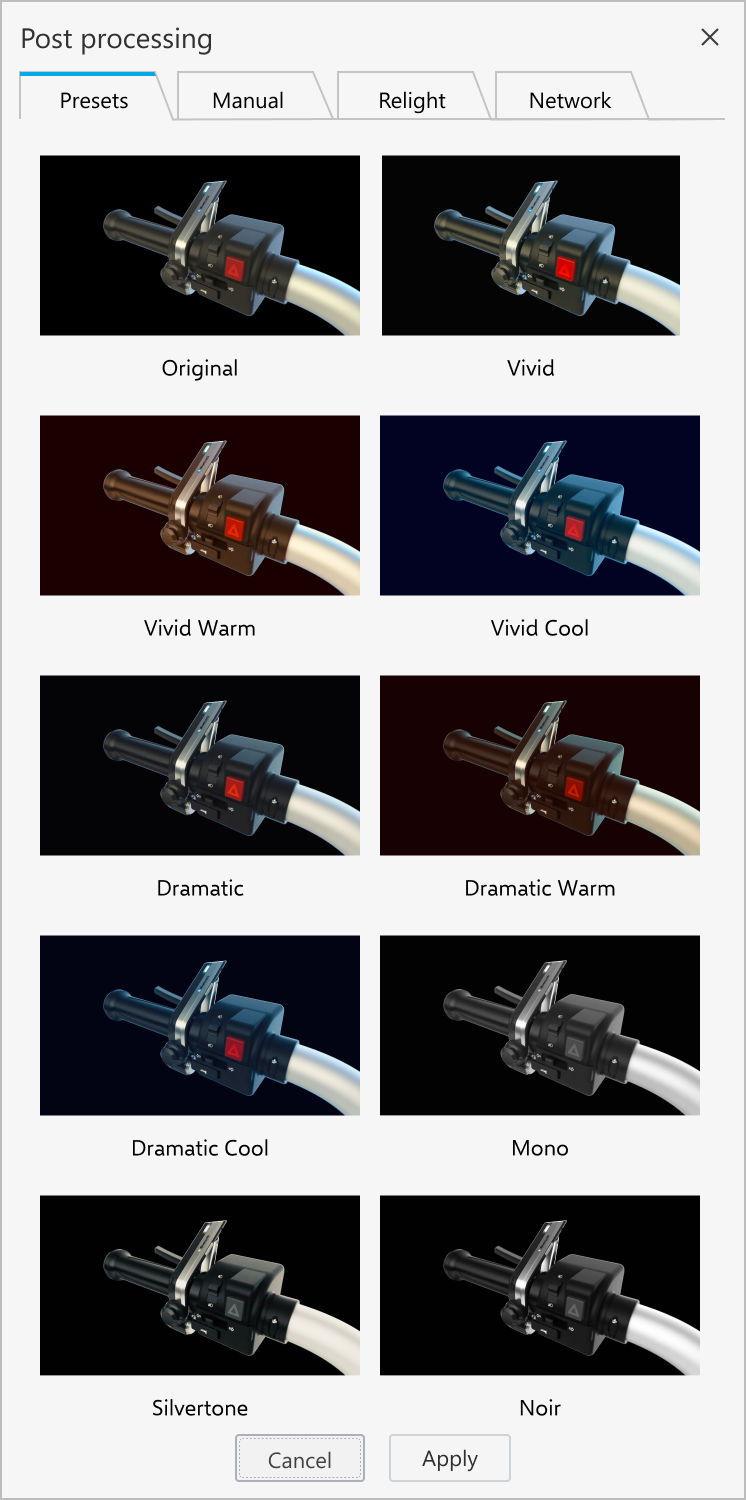 Post processing
Presets
Manual
Relight
Network
Original
Vivid
Vivid Warm
Vivid Cool
Dramatic
Dramatic Warm
Dramatic Cool
Mono
Silvertone
Noir
Cancel
Apply